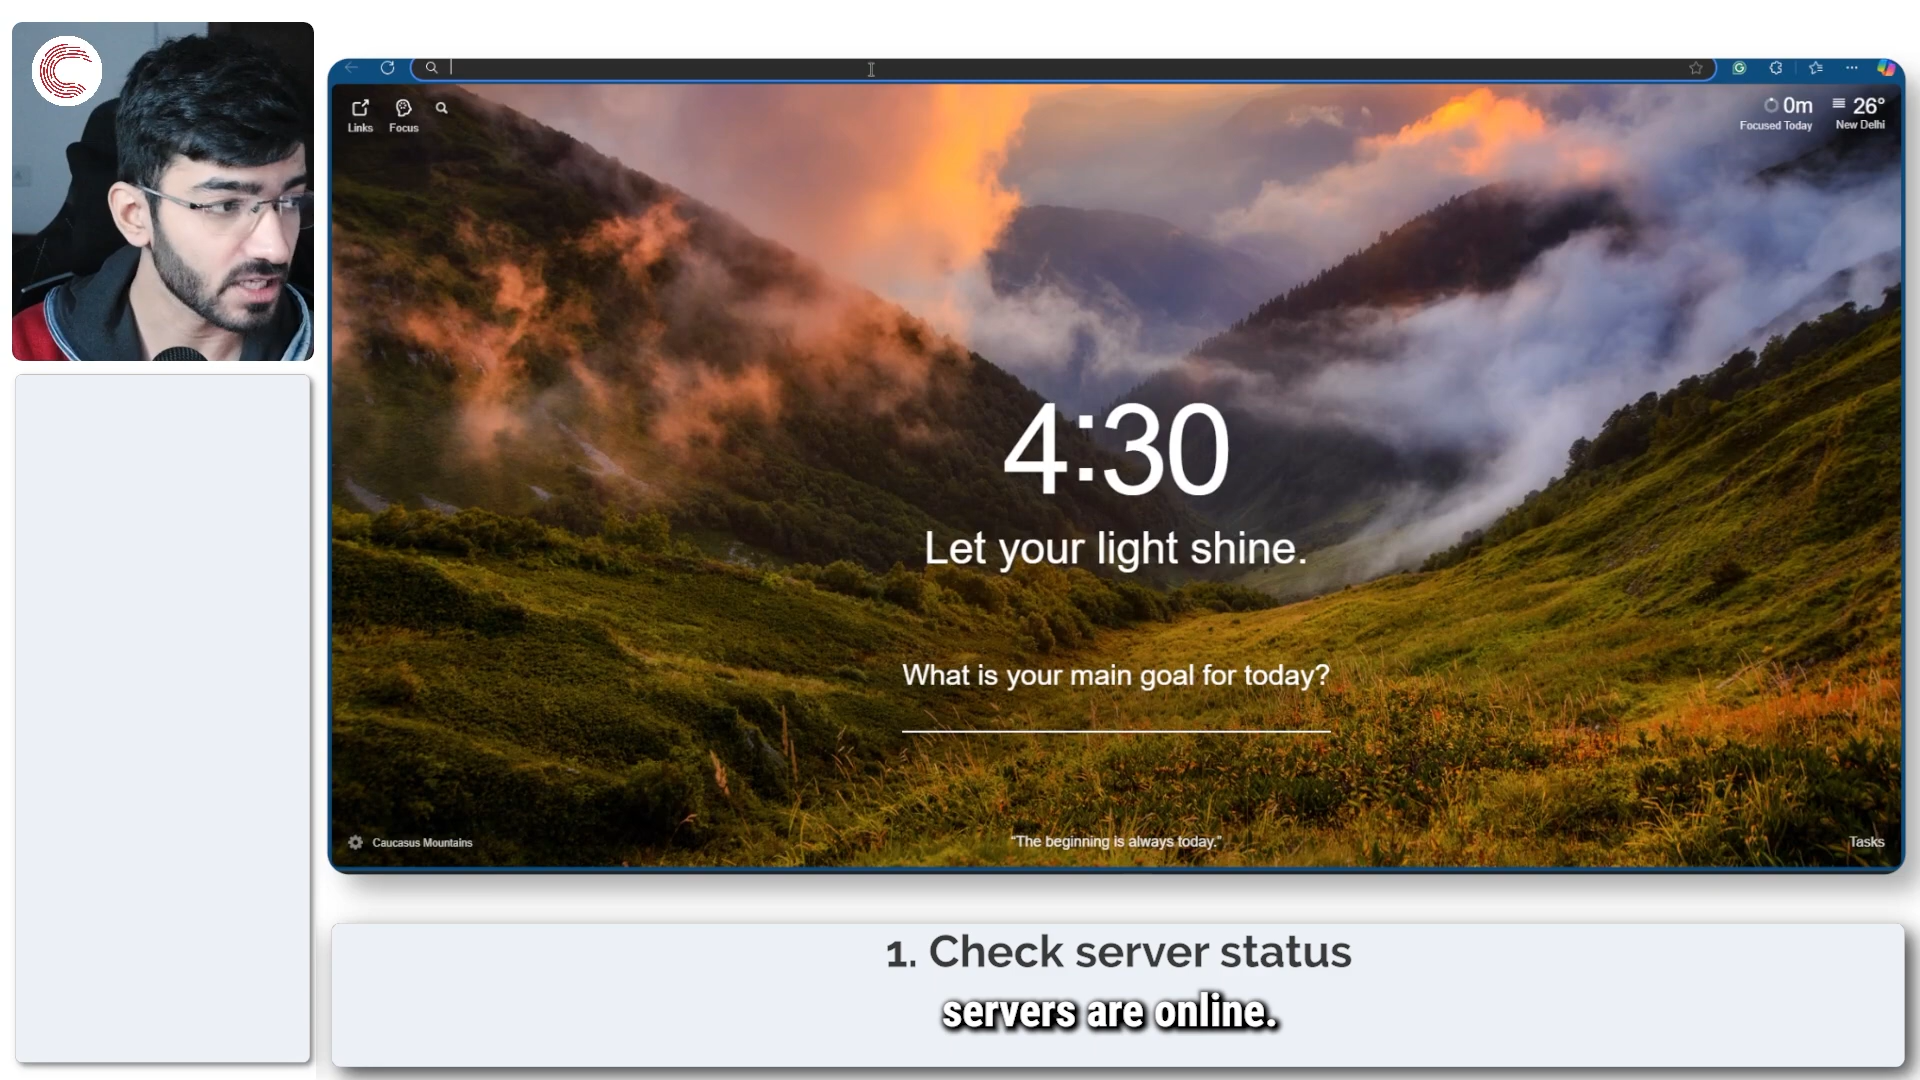 Links
Focus
0m
Focused Today
26°
New Delhi
4:30
Let your light shine.
What is your main goal for today?
Caucasus Mountains
"The beginning is always today."
Tasks
1. Check server status
servers are online.